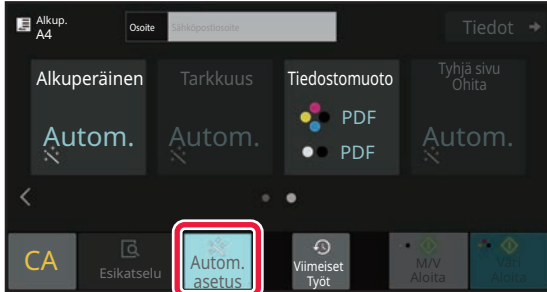 Alkup.
A4
Osoite
Sähköpostiosoite
Tiedot
Alkuperäinen
Autom.
Tarkkuus
Autom.
Tiedostomuoto
PDF
PDF
Tyhjä sivu
Ohita
Autom.
CA
Esikatselu
Autom.
asetus
Viimeiset
Työt
M/V
Aloita
Väri
Aloita